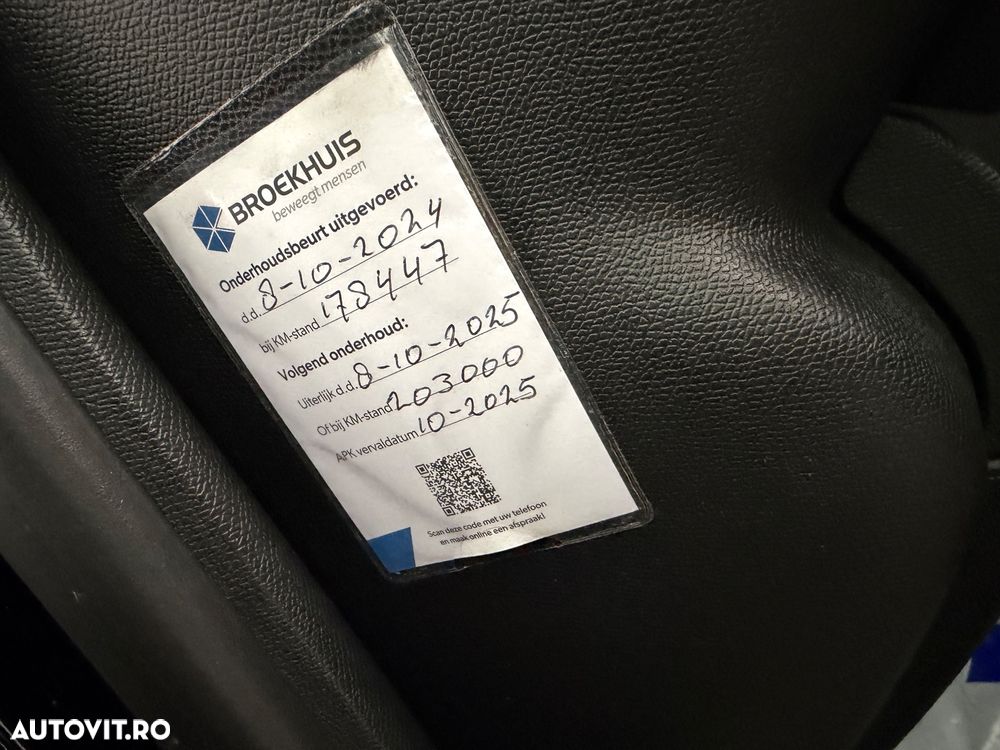 BROEKHUIS
beweegt mensen
Onderhoudsbeurt uitgevoerd:
d.d. 8-10-2024
bij KM-stand 178447
Volgend onderhoud:
Uiterlijk d.d. 8-10-2025
Of bij KM-stand 203000
APK vervaldatum 10-2025
Scan deze code met uw telefoon
en maak online een afspraak!
AUTOVIT.RO